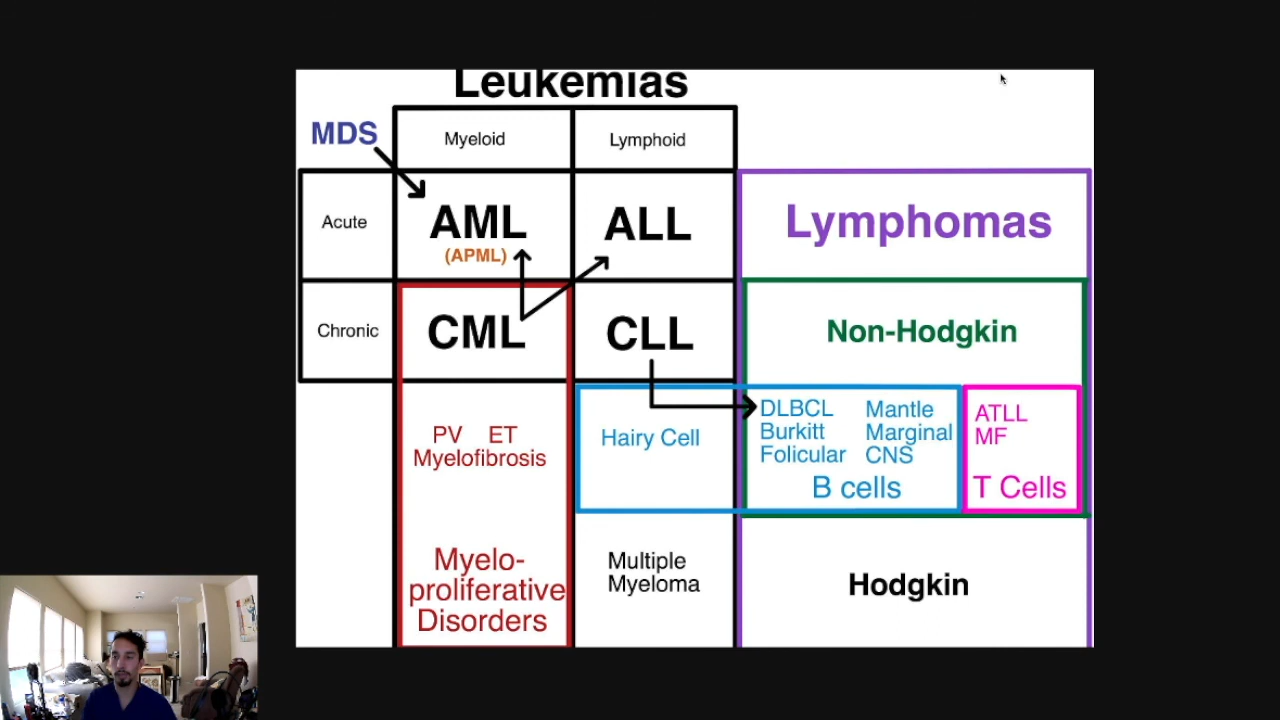 Leukemias
MDS
Myeloid
Lymphoid
Acute
AML
(APML)
ALL
Lymphomas
Chronic
CML
CLL
Non-Hodgkin
PV ET
Myelofibrosis
Hairy Cell
DLBCL Mantle
Burkitt Marginal
Folicular CNS
B cells
ATLL
MF
T Cells
Myelo-
proliferative
Disorders
Multiple
Myeloma
Hodgkin